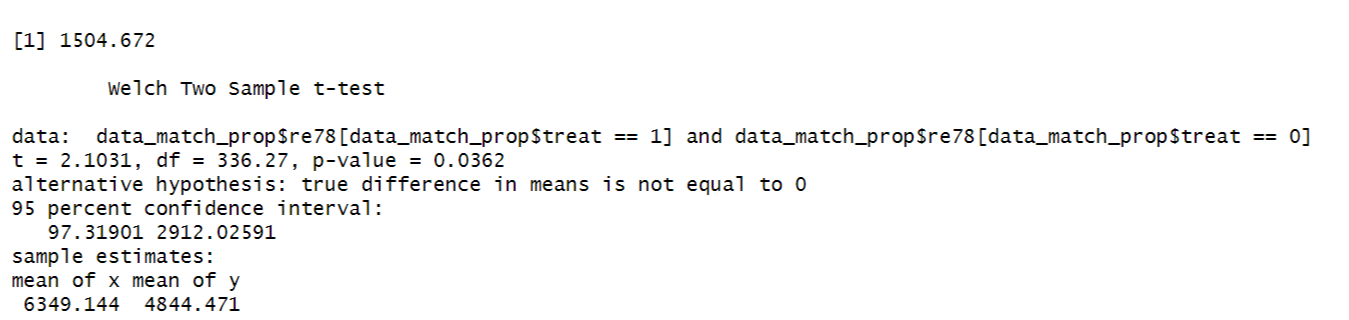 [1] 1504.672
Welch Two Sample t-test
data:  data_match_prop$re78[data_match_prop$treat == 1] and data_match_prop$re78[data_match_prop$treat == 0]
t = 2.1031, df = 336.27, p-value = 0.0362
alternative hypothesis: true difference in means is not equal to 0
95 percent confidence interval:
97.31901 2912.02591
sample estimates:
mean of x mean of y
6349.144  4844.471